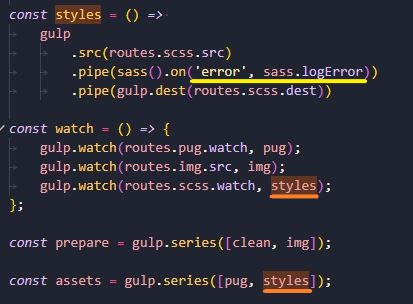 const styles = () =>
gulp
.src(routes.scss.src)
.pipe(sass().on('error', sass.logError))
.pipe(gulp.dest(routes.scss.dest))
const watch = () => {
gulp.watch(routes.pug.watch, pug);
gulp.watch(routes.img.src, img);
gulp.watch(routes.scss.watch, styles);
};
const prepare = gulp.series([clean, img]);
const assets = gulp.series([pug, styles]);